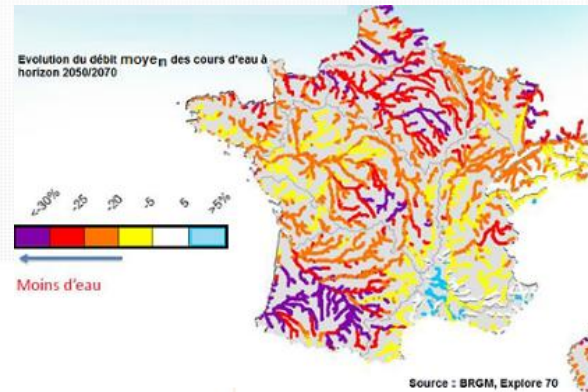 Evolution du débit moyen des cours d'eau à
horizon 2050/2070
<-30%
-25
-20
-5
5
>5%
Moins d'eau
Source : BRGM, Explore 70